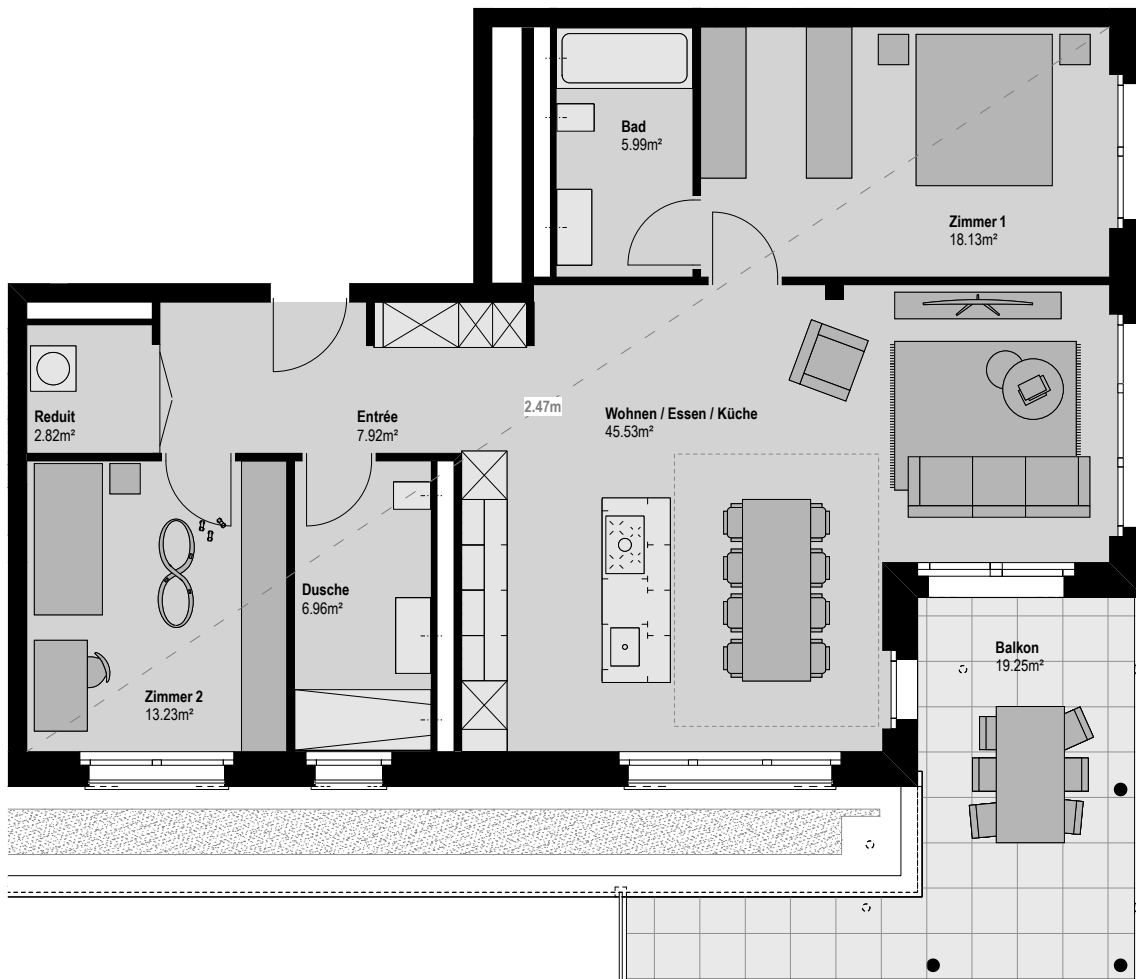 Bad
5.99m²
Zimmer 1
18.13m²
Reduit
2.82m²
Entrée
7.92m²
2.47m
Wohnen / Essen / Küche
45.53m²
Dusche
6.96m²
Zimmer 2
13.23m²
Balkon
19.25m²